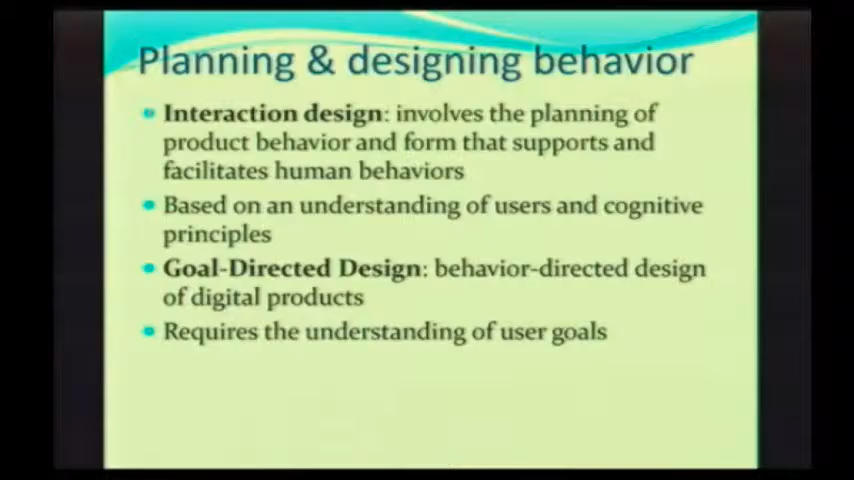 Planning & designing behavior
Interaction design: involves the planning of
product behavior and form that supports and
facilitates human behaviors
Based on an understanding of users and cognitive
principles
Goal-Directed Design: behavior-directed design
of digital products
Requires the understanding of user goals